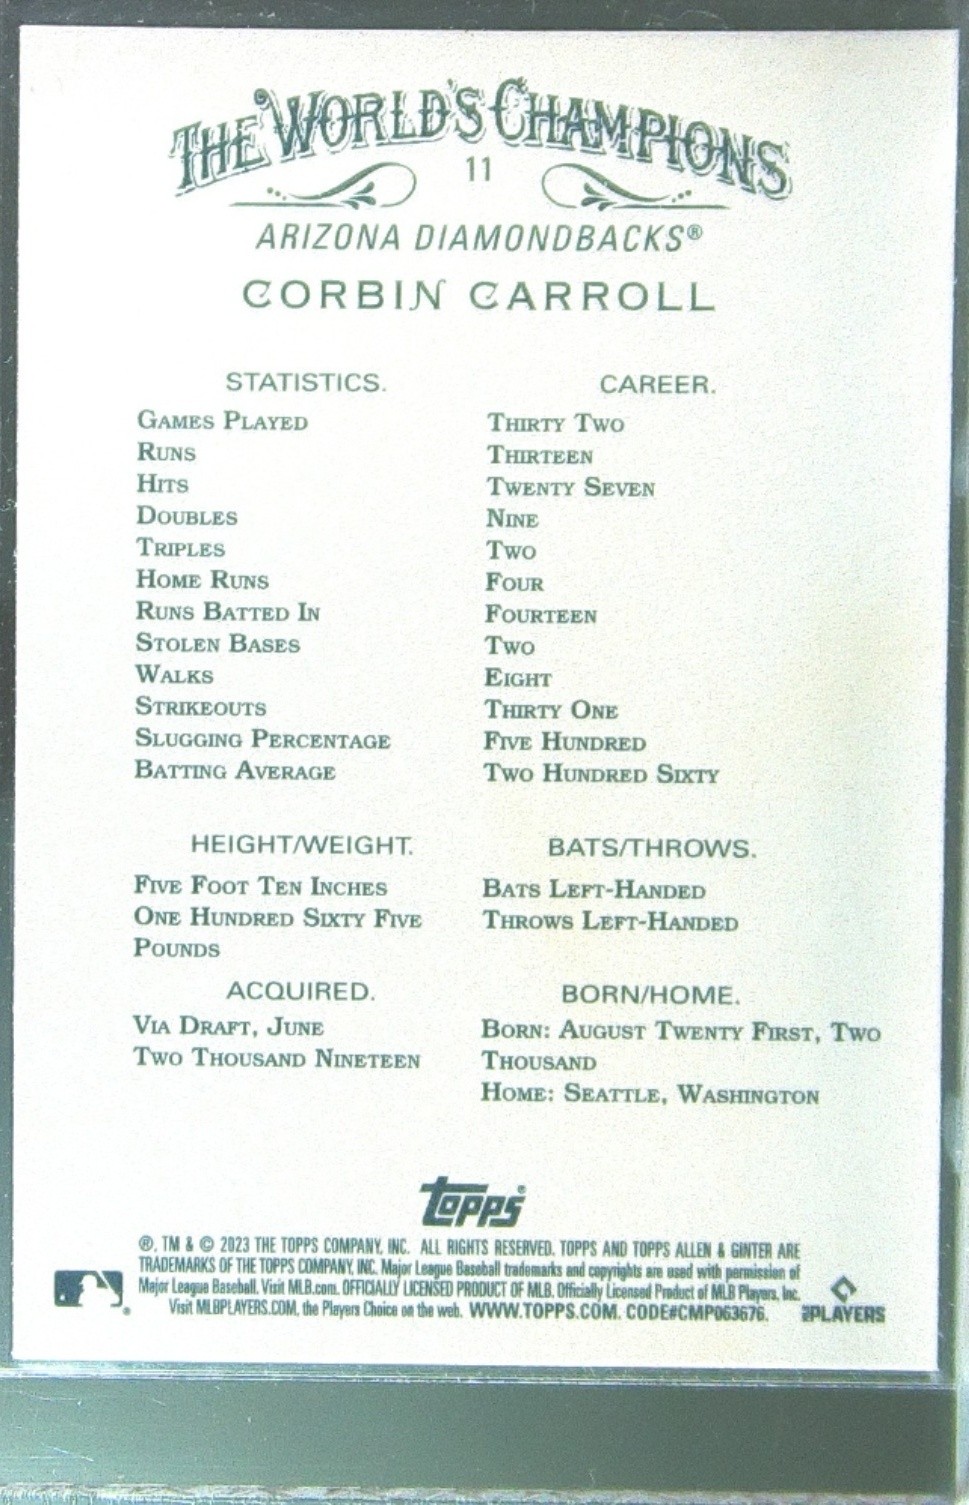 THE WORLD'S CHAMPIONS
11
ARIZONA DIAMONDBACKS®
CORBIN CARROLL
STATISTICS. CAREER.
GAMES PLAYED THIRTY TWO
RUNS THIRTEEN
HITS TWENTY SEVEN
DOUBLES NINE
TRIPLES TWO
HOME RUNS FOUR
RUNS BATTED IN FOURTEEN
STOLEN BASES TWO
WALKS EIGHT
STRIKEOUTS THIRTY ONE
SLUGGING PERCENTAGE FIVE HUNDRED
BATTING AVERAGE TWO HUNDRED SIXTY
HEIGHT/WEIGHT.
FIVE FOOT TEN INCHES
ONE HUNDRED SIXTY FIVE
POUNDS
BATS/THROWS.
BATS LEFT-HANDED
THROWS LEFT-HANDED
ACQUIRED.
VIA DRAFT, JUNE
TWO THOUSAND NINETEEN
BORN/HOME.
BORN: AUGUST TWENTY FIRST, TWO
THOUSAND
HOME: SEATTLE, WASHINGTON
topps®
®, TM & © 2023 THE TOPPS COMPANY, INC. ALL RIGHTS RESERVED. TOPPS AND TOPPS ALLEN & GINTER ARE
TRADEMARKS OF THE TOPPS COMPANY, INC. Major League Baseball trademarks and copyrights are used with permission of
Major League Baseball. Visit MLB.com. OFFICIALLY LICENSED PRODUCT OF MLB. Officially Licensed Product of MLB Players, Inc.
Visit MLBPLAYERS.COM, the Players Choice on the web. WWW.TOPPS.COM. CODE#CMP063676.
PLAYERS